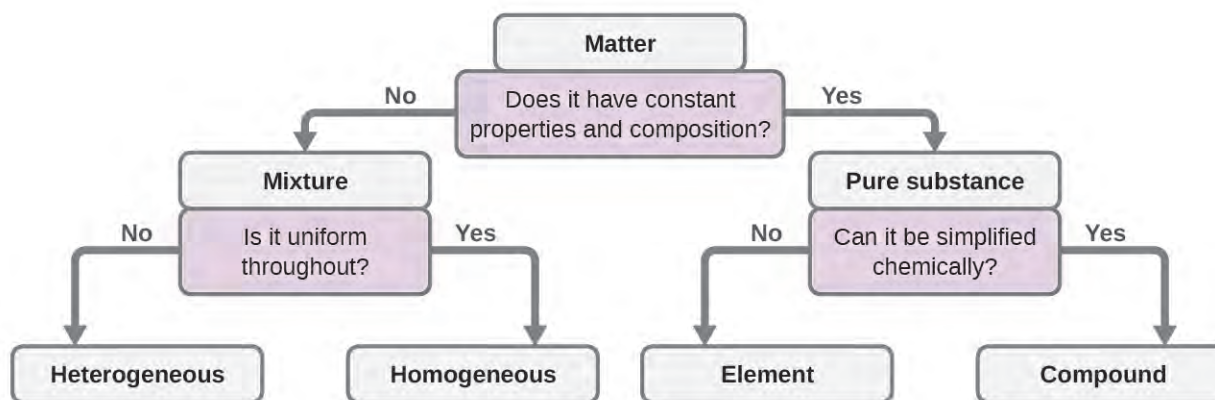 Matter
Does it have constant
properties and composition?
No
Yes
Mixture
Is it uniform
throughout?
No
Yes
Pure substance
Can it be simplified
chemically?
No
Yes
Heterogeneous
Homogeneous
Element
Compound